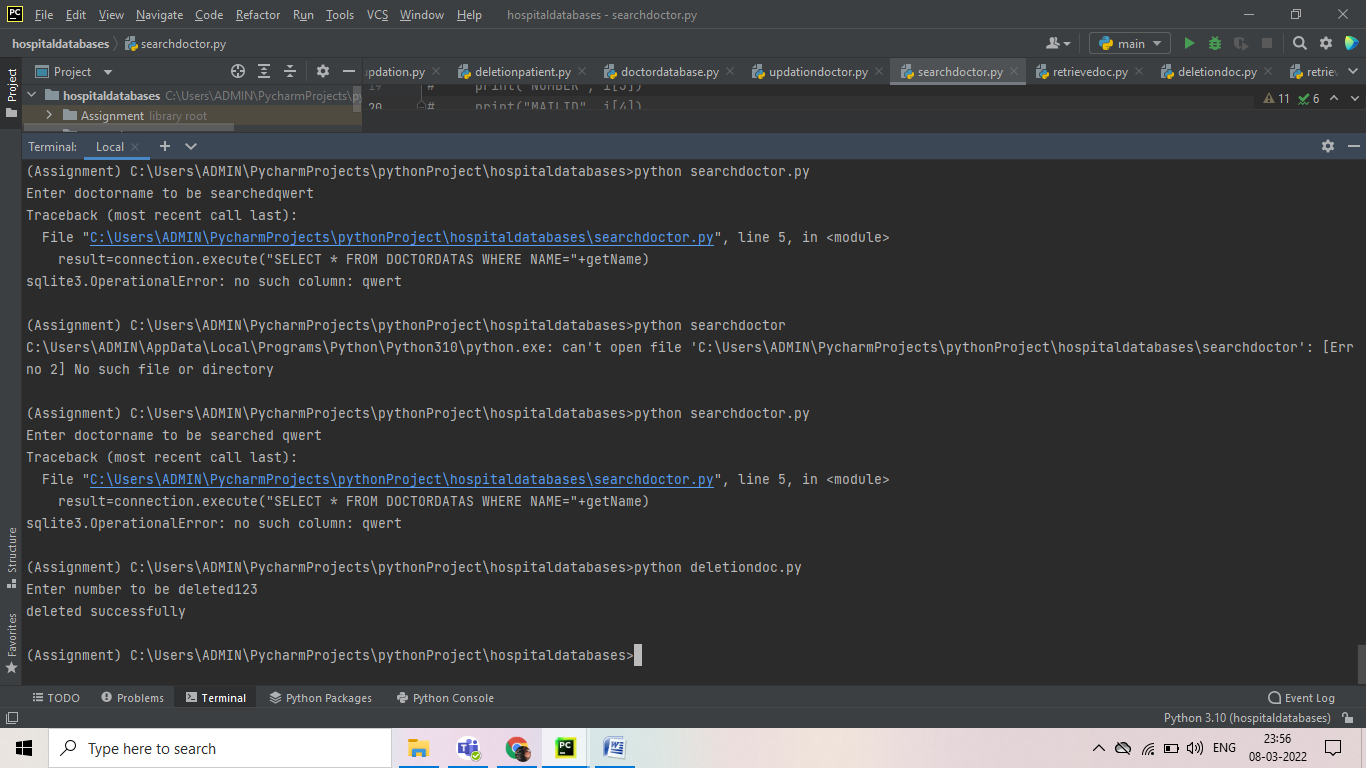 PC File Edit View Navigate Code Refactor Run Tools VCS Window Help hospitaldatabases - searchdoctor.py
hospitaldatabases searchdoctor.py main
Project updation.py deletionpatient.py doctordatabase.py updationdoctor.py searchdoctor.py retrievedoc.py deletiondoc.py retrie
Project
hospitaldatabases C:\Users\ADMIN\PycharmProjects\py
19 # print("NUMBER", i[3])
11 6
20 # print("MAILID", i[4])
Assignment library root
Terminal: Local
(Assignment) C:\Users\ADMIN\PycharmProjects\pythonProject\hospitaldatabases>python searchdoctor.py
Enter doctorname to be searchedqwert
Traceback (most recent call last):
File "C:\Users\ADMIN\PycharmProjects\pythonProject\hospitaldatabases\searchdoctor.py", line 5, in <module>
result=connection.execute("SELECT * FROM DOCTORDATAS WHERE NAME="+getName)
sqlite3.OperationalError: no such column: qwert
(Assignment) C:\Users\ADMIN\PycharmProjects\pythonProject\hospitaldatabases>python searchdoctor
C:\Users\ADMIN\AppData\Local\Programs\Python\Python310\python.exe: can't open file 'C:\Users\ADMIN\PycharmProjects\pythonProject\hospitaldatabases\searchdoctor': [Err
no 2] No such file or directory
(Assignment) C:\Users\ADMIN\PycharmProjects\pythonProject\hospitaldatabases>python searchdoctor.py
Enter doctorname to be searched qwert
Traceback (most recent call last):
File "C:\Users\ADMIN\PycharmProjects\pythonProject\hospitaldatabases\searchdoctor.py", line 5, in <module>
result=connection.execute("SELECT * FROM DOCTORDATAS WHERE NAME="+getName)
sqlite3.OperationalError: no such column: qwert
(Assignment) C:\Users\ADMIN\PycharmProjects\pythonProject\hospitaldatabases>python deletiondoc.py
Enter number to be deleted123
deleted successfully
(Assignment) C:\Users\ADMIN\PycharmProjects\pythonProject\hospitaldatabases>
Structure
Favorites
TODO Problems Terminal Python Packages Python Console Event Log
Python 3.10 (hospitaldatabases)
Type here to search PC ENG 23:56
08-03-2022